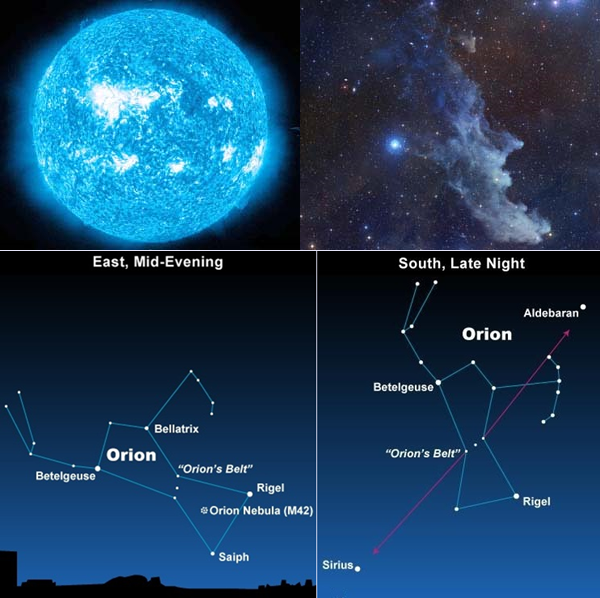 East, Mid-Evening
Bellatrix
Orion
Betelgeuse
“Orion's Belt”
Rigel
Orion Nebula (M42)
Saiph
South, Late Night
Aldebaran
Orion
Betelgeuse
“Orion's Belt”
Rigel
Sirius